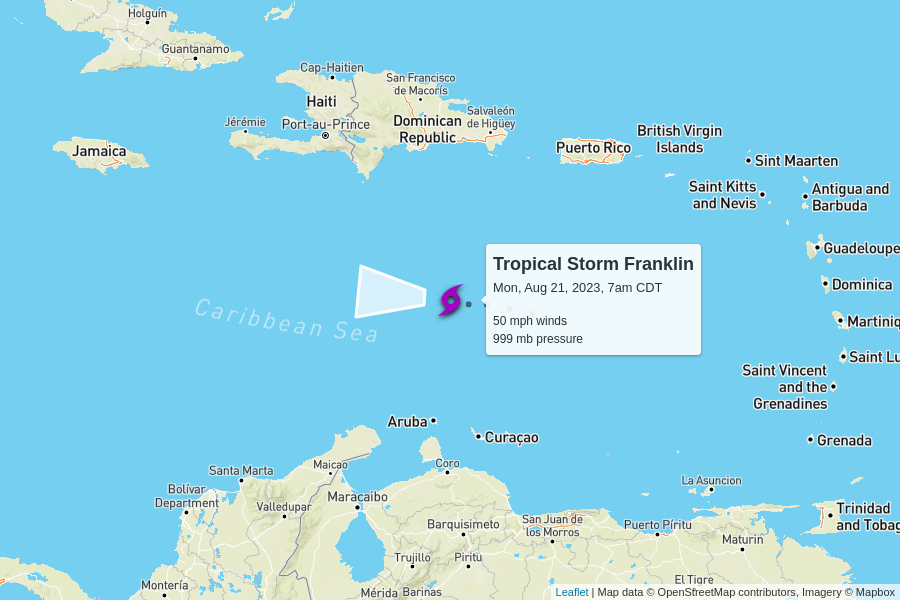 Holguín
Guantanamo
Cap-Haitien
San Francisco
de Macorís
Haiti
Salvaleón
de Higüey
Jérémie
Port-au-Prince
Dominican
Republic
British Virgin
Islands
Jamaica
Puerto Rico
Sint Maarten
Saint Kitts
and Nevis
Antigua and
Barbuda
Guadeloupe
Tropical Storm Franklin
Mon, Aug 21, 2023, 7am CDT
50 mph winds
999 mb pressure
Dominica
Caribbean Sea
Martiniq
Saint Lu
Saint Vincent
and the
Grenadines
Aruba
Curaçao
Grenada
Maicao
Coro
Santa Marta
La Asuncion
Bolívar
Department
Maracaibo
Valledupar
Trinidad
and Tobag
Barquisimeto
San Juan de
los Morros
Puerto Píritu
Maturin
Trujillo
Piritu
El Tigre
Montería
Mérida
Barinas
Leaflet | Map data © OpenStreetMap contributors, Imagery © Mapbox